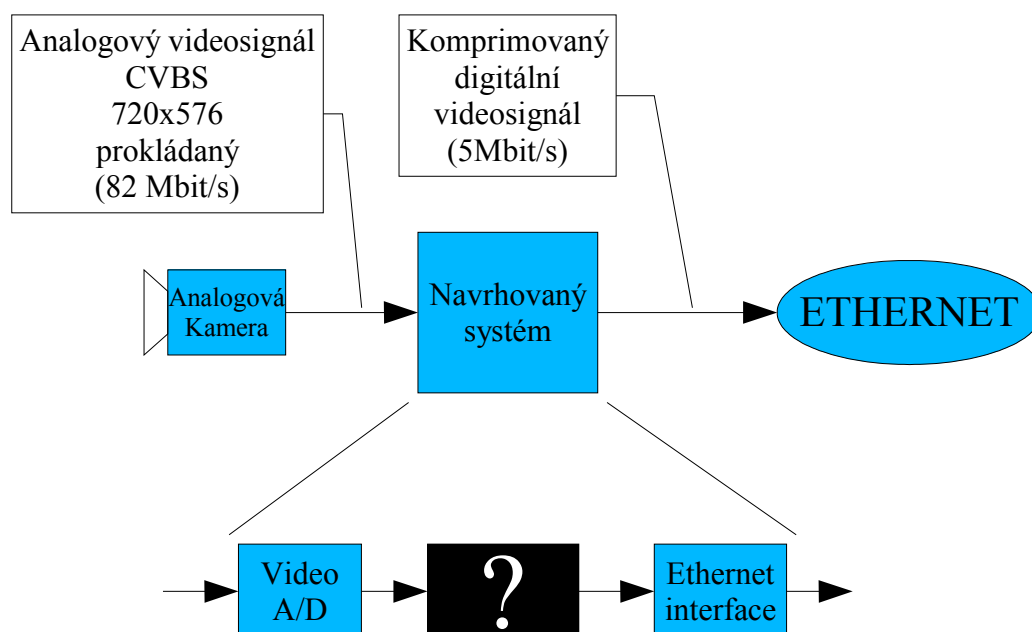 Analogový videosignál
CVBS
720x576
prokládaný
(82 Mbit/s)
Komprimovaný
digitální
videosignál
(5Mbit/s)
Analogová
Kamera
Navrhovaný
systém
ETHERNET
Video
A/D
?
Ethernet
interface